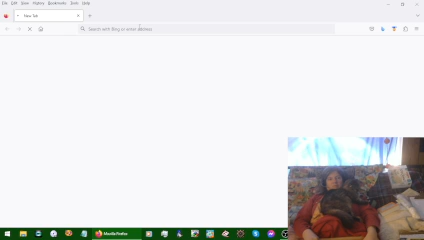 File Edit View History Bookmarks Tools Help
New Tab
Search with Bing or enter address
Mozilla Firefox